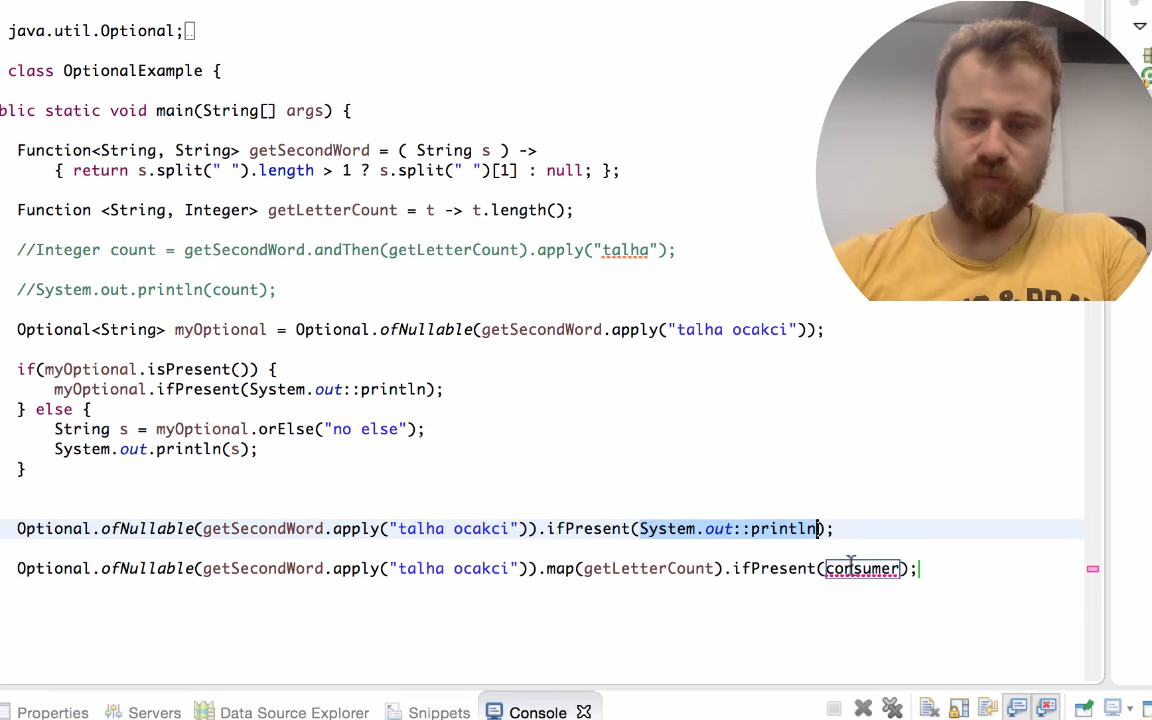 java.util.Optional;
class OptionalExample {
blic static void main(String[] args) {
Function<String, String> getSecondWord = ( String s ) ->
{ return s.split(" ").length > 1 ? s.split(" ")[1] : null; };
Function <String, Integer> getLetterCount = t -> t.length();
//Integer count = getSecondWord.andThen(getLetterCount).apply("talha");
//System.out.println(count);
Optional<String> myOptional = Optional.ofNullable(getSecondWord.apply("talha ocakci"));
if(myOptional.isPresent()) {
myOptional.ifPresent(System.out::println);
} else {
String s = myOptional.orElse("no else");
System.out.println(s);
}
Optional.ofNullable(getSecondWord.apply("talha ocakci")).ifPresent(System.out::println);
Optional.ofNullable(getSecondWord.apply("talha ocakci")).map(getLetterCount).ifPresent(consumer);
Properties Servers Data Source Explorer Snippets Console